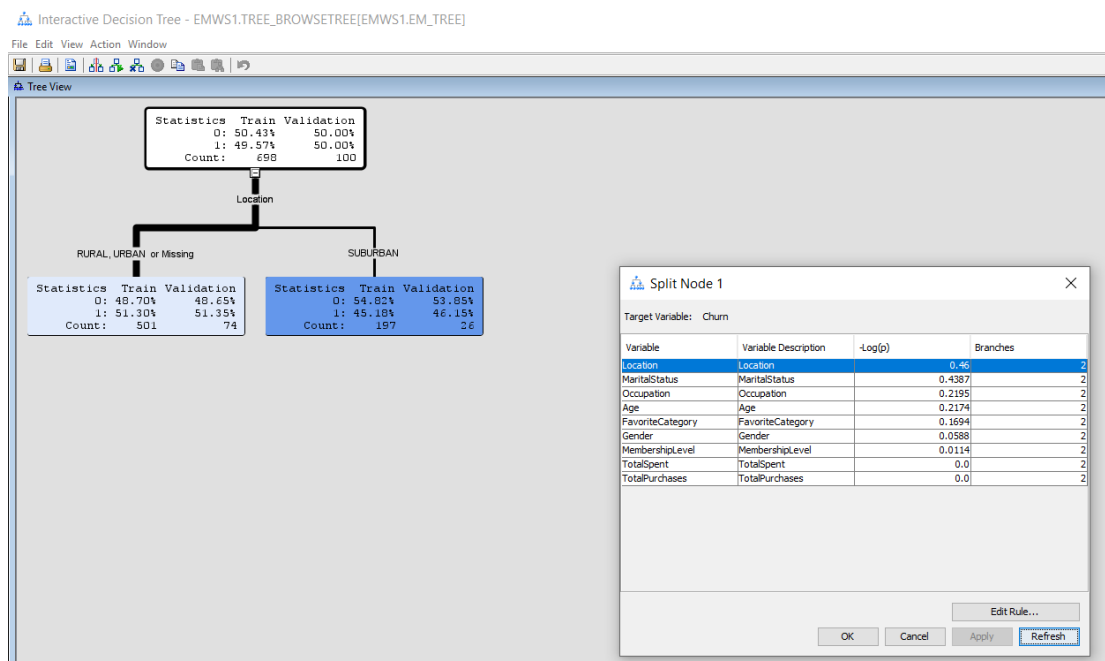 Interactive Decision Tree - EMWS1.TREE_BROWSETREE[EMWS1.EM_TREE]
File Edit View Action Window
Tree View
Statistics Train Validation
0: 50.43% 50.00%
1: 49.57% 50.00%
Count: 698 100
Location
RURAL, URBAN or Missing
SUBURBAN
Statistics Train Validation
0: 48.70% 48.65%
1: 51.30% 51.35%
Count: 501 74
Statistics Train Validation
0: 54.82% 53.85%
1: 45.18% 46.15%
Count: 197 26
Split Node 1
Target Variable: Churn
Variable Variable Description -Log(p) Branches
Location Location 0.46 2
MaritalStatus MaritalStatus 0.4387 2
Occupation Occupation 0.2195 2
Age Age 0.2174 2
FavoriteCategory FavoriteCategory 0.1694 2
Gender Gender 0.0588 2
MembershipLevel MembershipLevel 0.0114 2
TotalSpent TotalSpent 0.0 2
TotalPurchases TotalPurchases 0.0 2
Edit Rule...
OK Cancel Apply Refresh